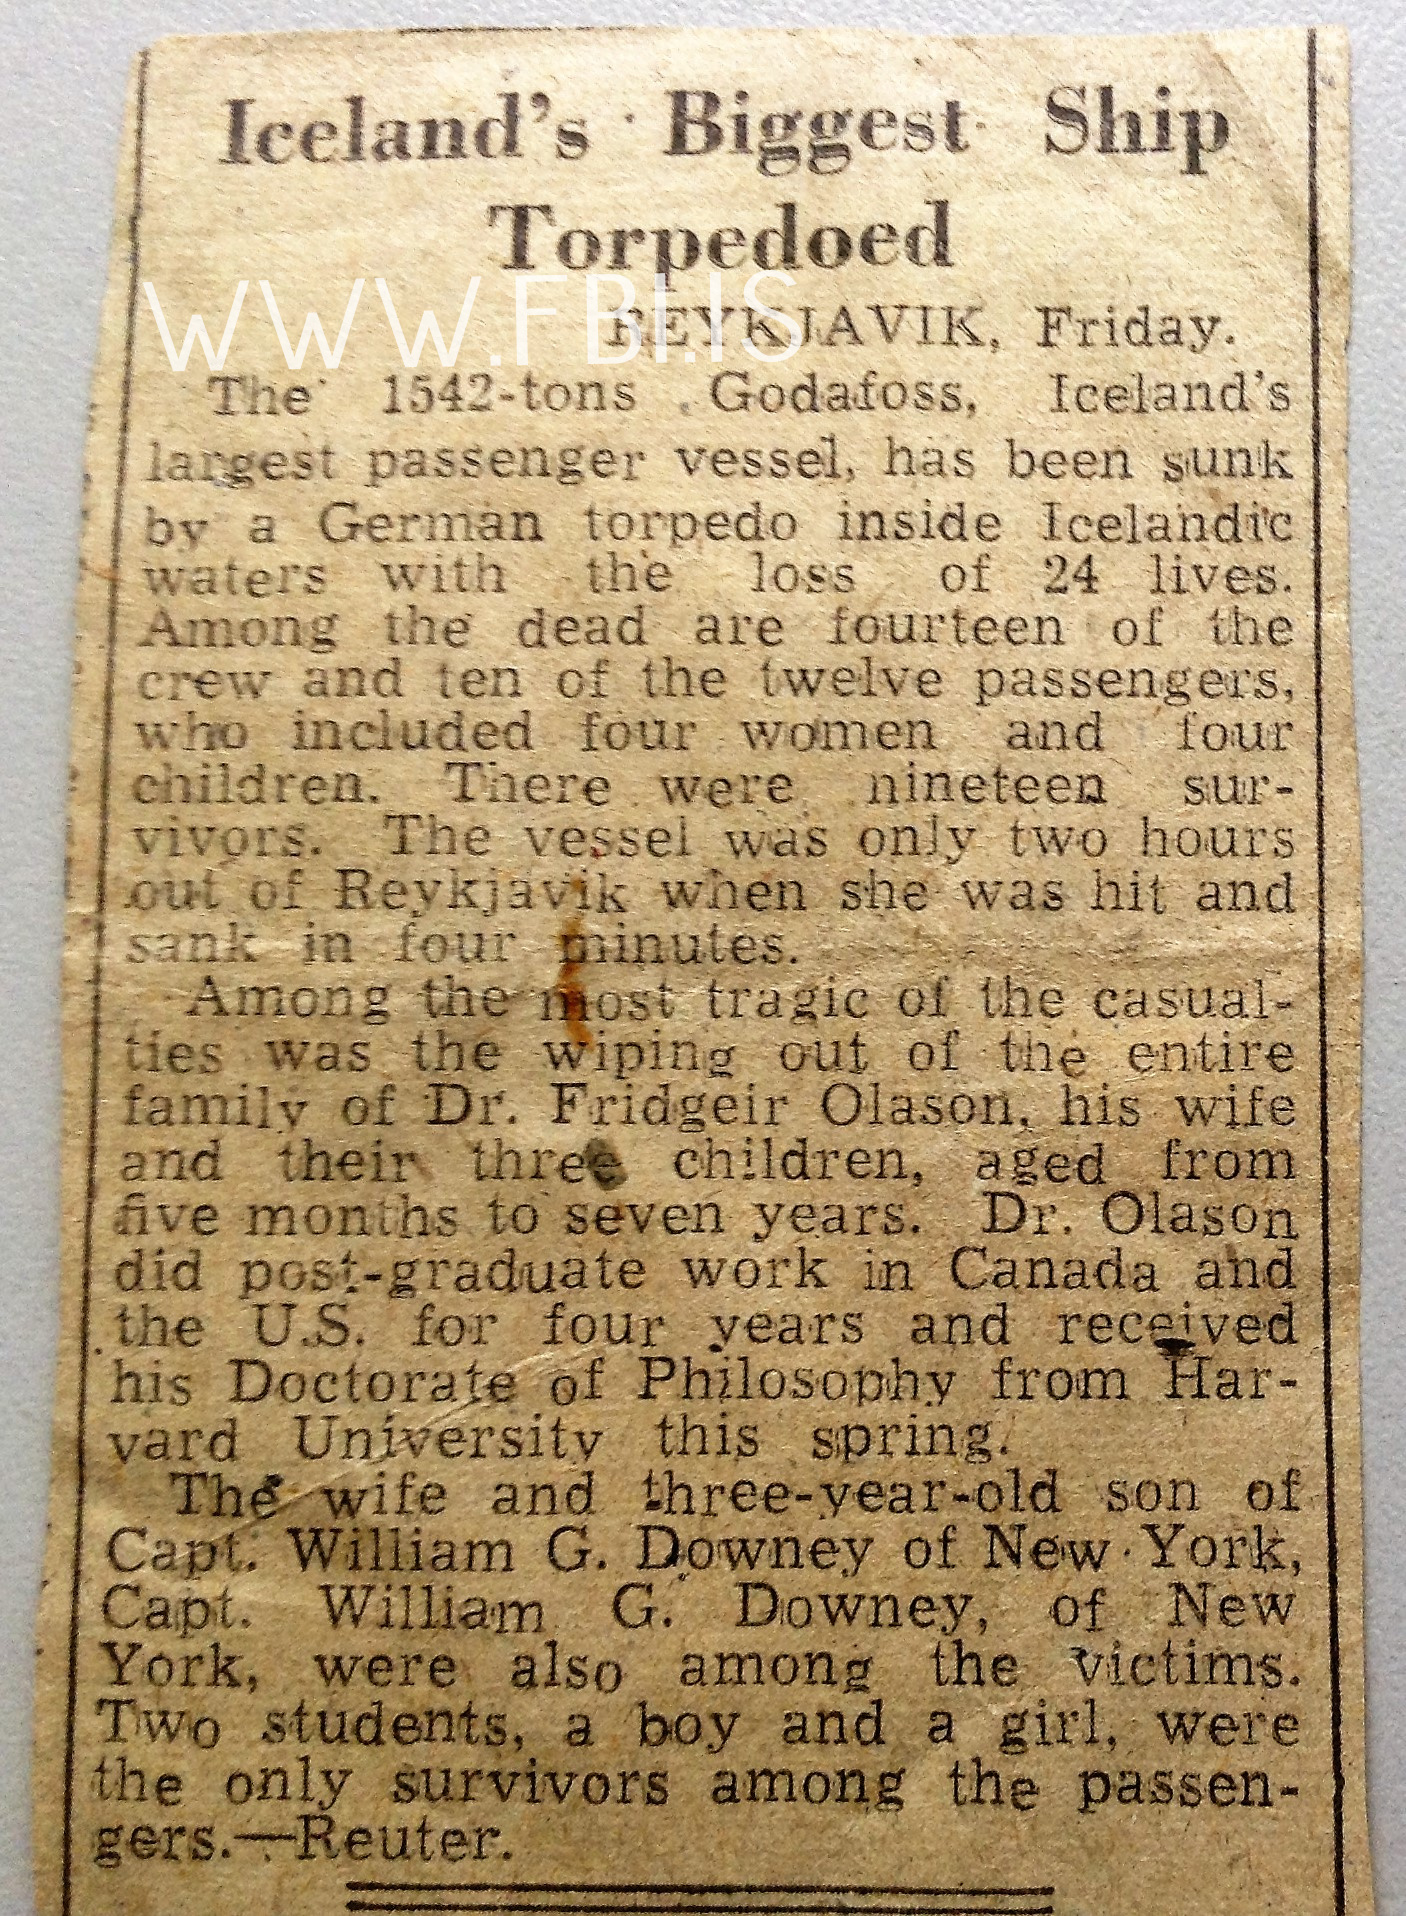 Iceland's Biggest Ship
Torpedoed
WWW.FBI.IS
REYKJAVIK, Friday.
The 1542-tons Godafoss, Iceland's
largest passenger vessel, has been sunk
by a German torpedo inside Icelandic
waters with the loss of 24 lives.
Among the dead are fourteen of the
crew and ten of the twelve passengers,
who included four women and four
children. There were nineteen sur-
vivors. The vessel was only two hours
out of Reykjavik when she was hit and
sank in four minutes.
Among the most tragic of the casual-
ties was the wiping out of the entire
family of Dr. Fridgeir Olason, his wife
and their three children, aged from
five months to seven years. Dr. Olason
did post-graduate work in Canada and
the U.S. for four years and received
his Doctorate of Philosophy from Har-
vard University this spring.
The wife and three-year-old son of
Capt. William G. Downey of New York,
Capt. William G. Downey, of New
York, were also among the victims.
Two students, a boy and a girl, were
the only survivors among the passen-
gers.—Reuter.